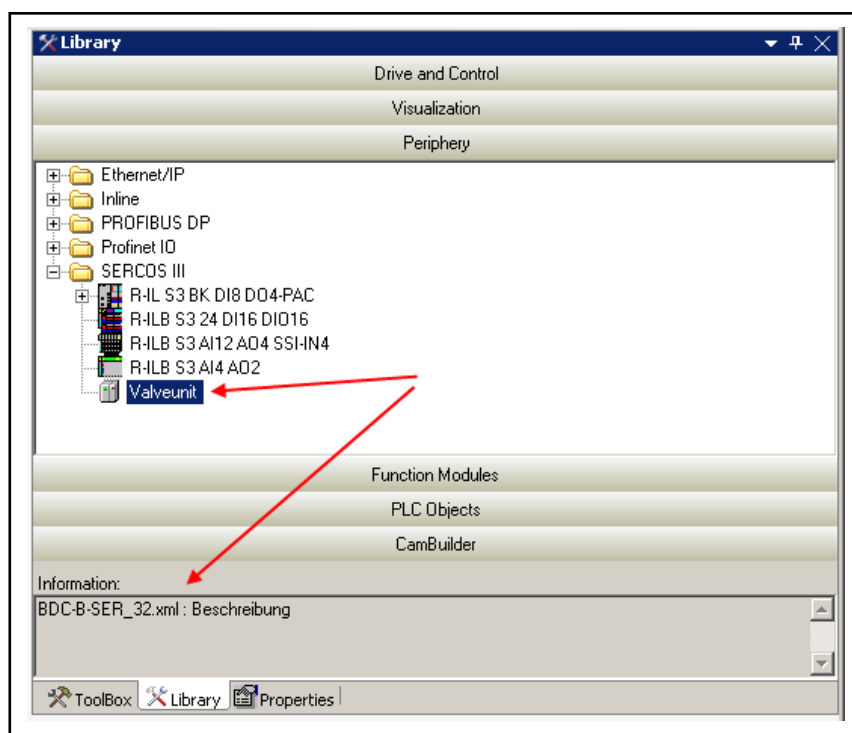 Library
Drive and Control
Visualization
Periphery
Ethernet/IP
Inline
PROFIBUS DP
Profinet IO
SERCOS III
R-IL S3 BK DI8 DO4-PAC
R-ILB S3 24 DI16 DIO16
R-ILB S3 AI12 AO4 SSI-IN4
R-ILB S3 AI4 AO2
Valveunit
Function Modules
PLC Objects
CamBuilder
Information:
BDC-B-SER_32.xml : Beschreibung
ToolBox Library Properties